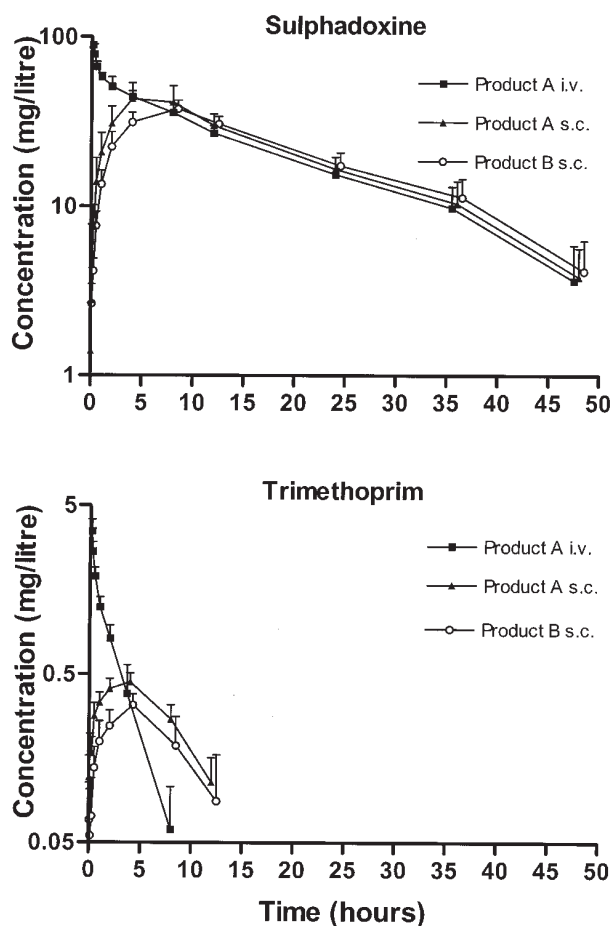 Sulphadoxine
Concentration (mg/litre)
100
10
1
Product A i.v.
Product A s.c.
Product B s.c.
0 5 10 15 20 25 30 35 40 45 50
Trimethoprim
Concentration (mg/litre)
5
0.5
0.05
Product A i.v.
Product A s.c.
Product B s.c.
0 5 10 15 20 25 30 35 40 45 50
Time (hours)